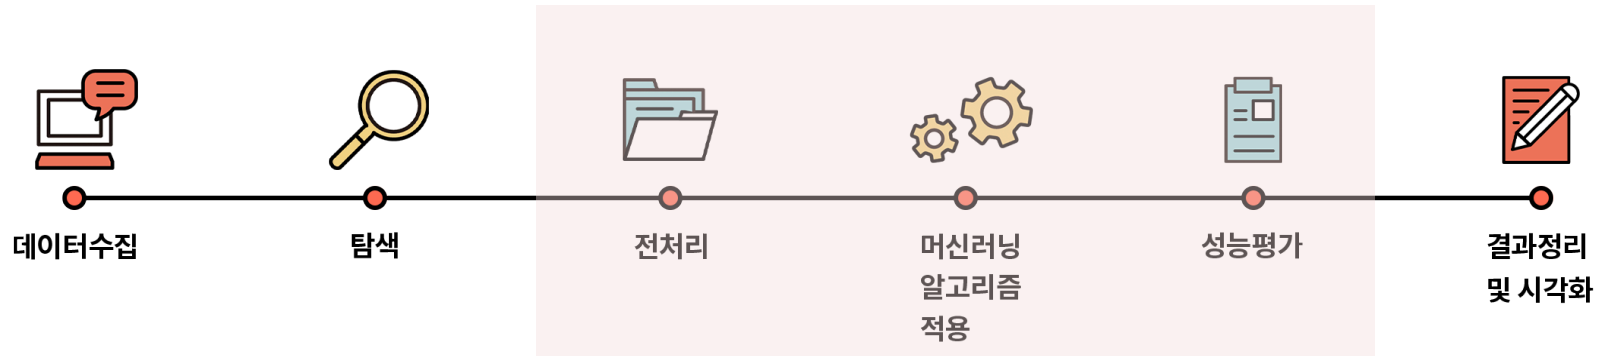 데이터수집
탐색
전처리
머신러닝
알고리즘
적용
성능평가
결과정리
및 시각화